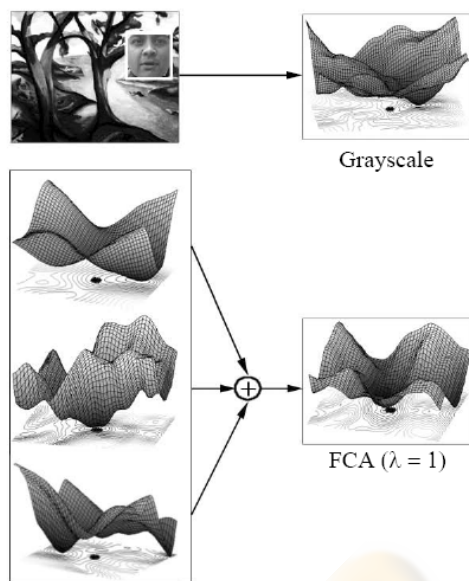 Grayscale
+
FCA (λ = 1)